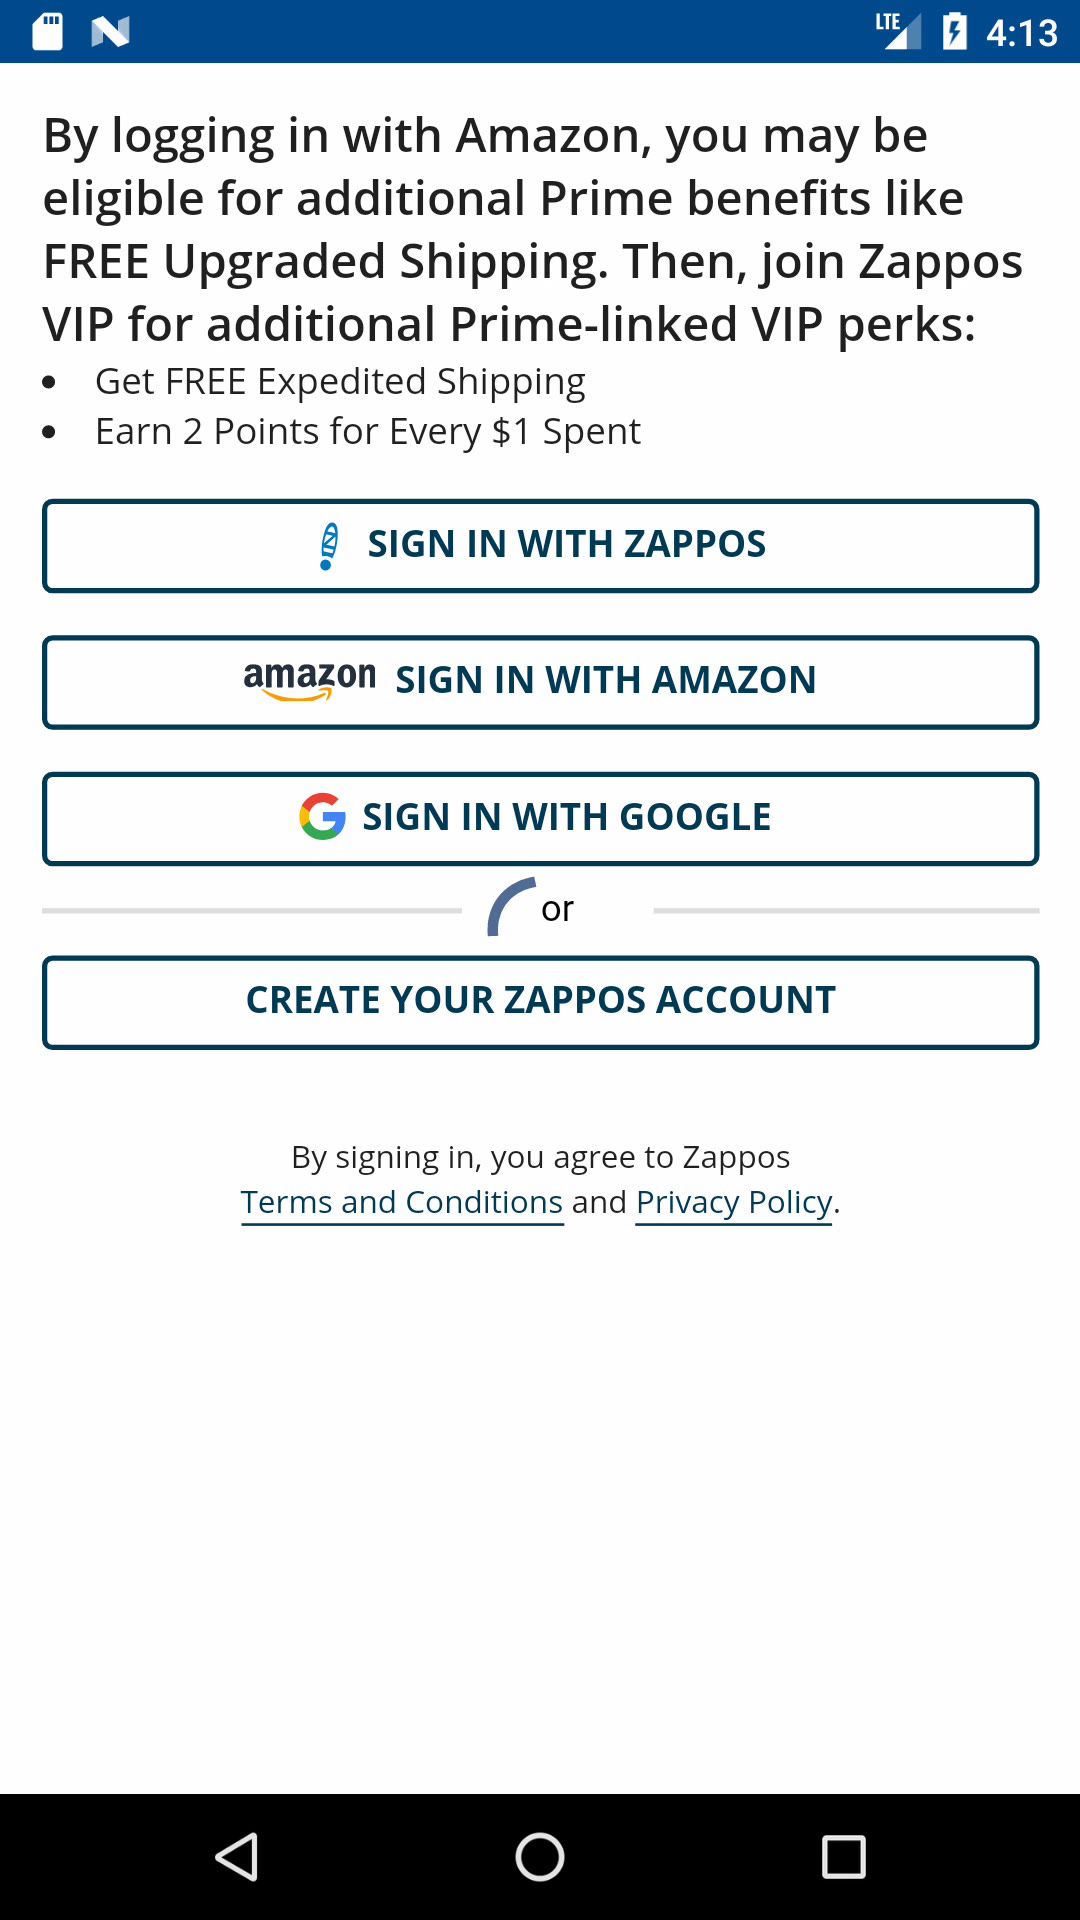 LTE 4:13
By logging in with Amazon, you may be
eligible for additional Prime benefits like
FREE Upgraded Shipping. Then, join Zappos
VIP for additional Prime-linked VIP perks:
• Get FREE Expedited Shipping
• Earn 2 Points for Every $1 Spent
SIGN IN WITH ZAPPOS
amazon SIGN IN WITH AMAZON
SIGN IN WITH GOOGLE
or
CREATE YOUR ZAPPOS ACCOUNT
By signing in, you agree to Zappos
Terms and Conditions and Privacy Policy.